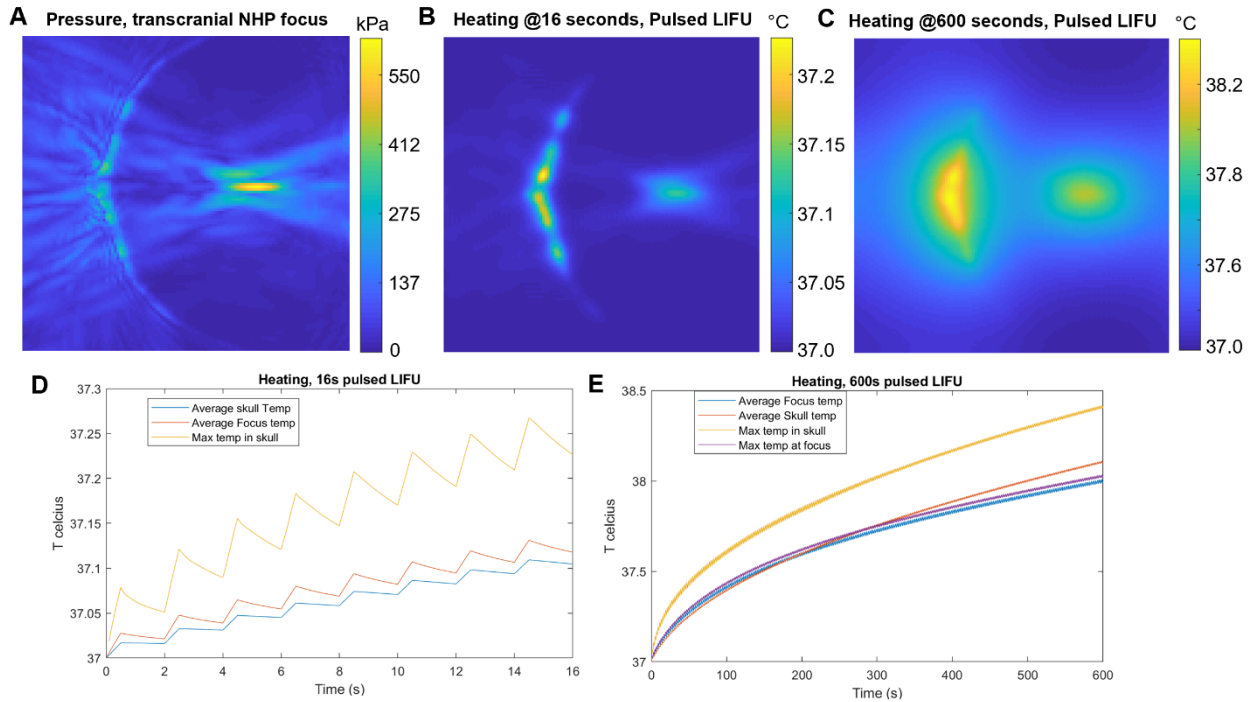 A Pressure, transcranial NHP focus
kPa
550
412
275
137
0
B Heating @16 seconds, Pulsed LIFU
°C
37.2
37.15
37.1
37.05
37.0
C Heating @600 seconds, Pulsed LIFU
°C
38.2
37.8
37.6
37.0
D Heating, 16s pulsed LIFU
Average skull Temp
Average Focus temp
Max temp in skull
T celcius
37.3
37.25
37.2
37.15
37.1
37.05
37
0 2 4 6 8 10 12 14 16
Time (s)
E Heating, 600s pulsed LIFU
Average Focus temp
Average Skull temp
Max temp in skull
Max temp at focus
T celcius
38.5
38
37.5
37
0 100 200 300 400 500 600
Time (s)